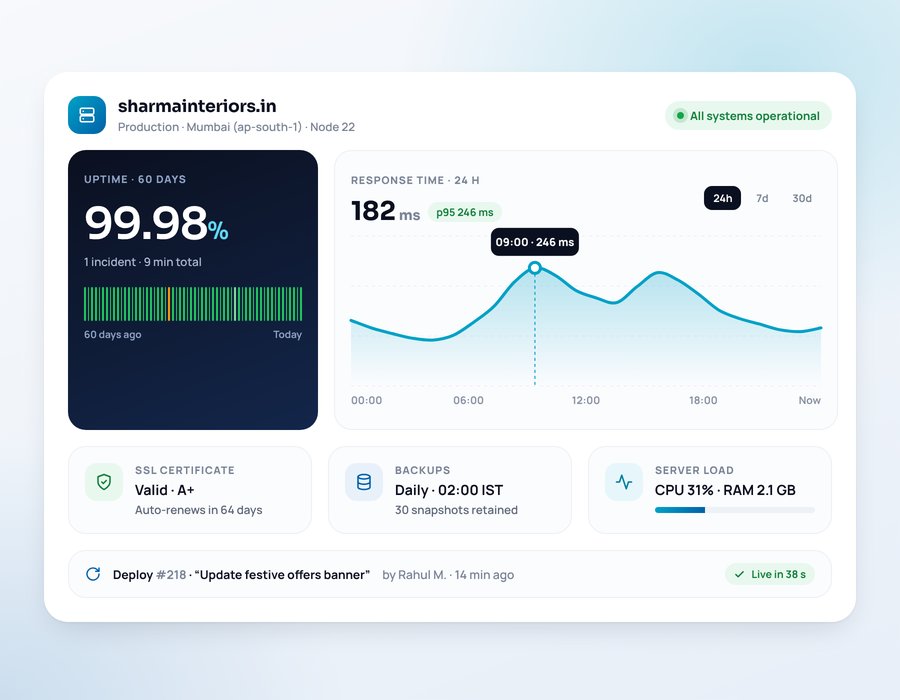 sharmainteriors.in
Production · Mumbai (ap-south-1) · Node 22
All systems operational
UPTIME · 60 DAYS
99.98%
1 incident · 9 min total
60 days ago
Today
RESPONSE TIME · 24 H
182 ms
p95 246 ms
24h
7d
30d
09:00 · 246 ms
00:00
06:00
12:00
18:00
Now
SSL CERTIFICATE
Valid · A+
Auto-renews in 64 days
BACKUPS
Daily · 02:00 IST
30 snapshots retained
SERVER LOAD
CPU 31% · RAM 2.1 GB
Deploy #218 · “Update festive offers banner” by Rahul M. · 14 min ago
Live in 38 s